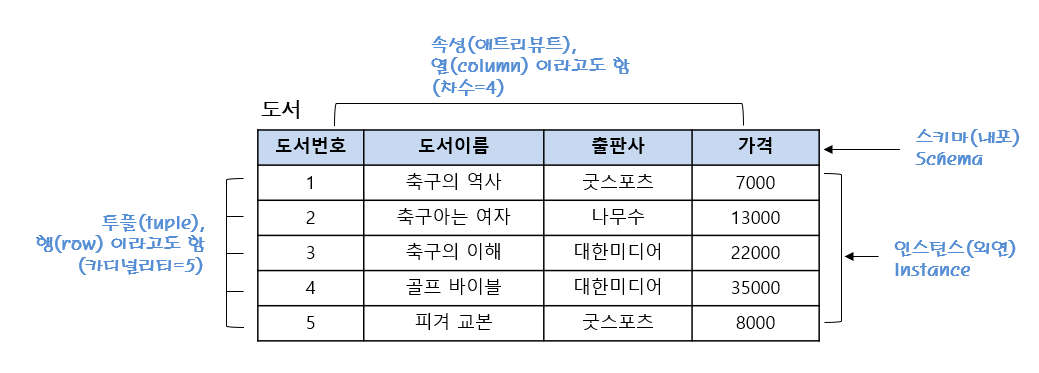 속성(애트리뷰트),
열(column) 이라고도 함
(차수=4)
도서
도서번호 도서이름 출판사 가격
스키마(내포)
Schema
1 축구의 역사 굿스포츠 7000
2 축구아는 여자 나무수 13000
3 축구의 이해 대한미디어 22000
4 골프 바이블 대한미디어 35000
5 피겨 교본 굿스포츠 8000
투플(tuple),
행(row) 이라고도 함
(카디널리티=5)
인스턴스(외연)
Instance